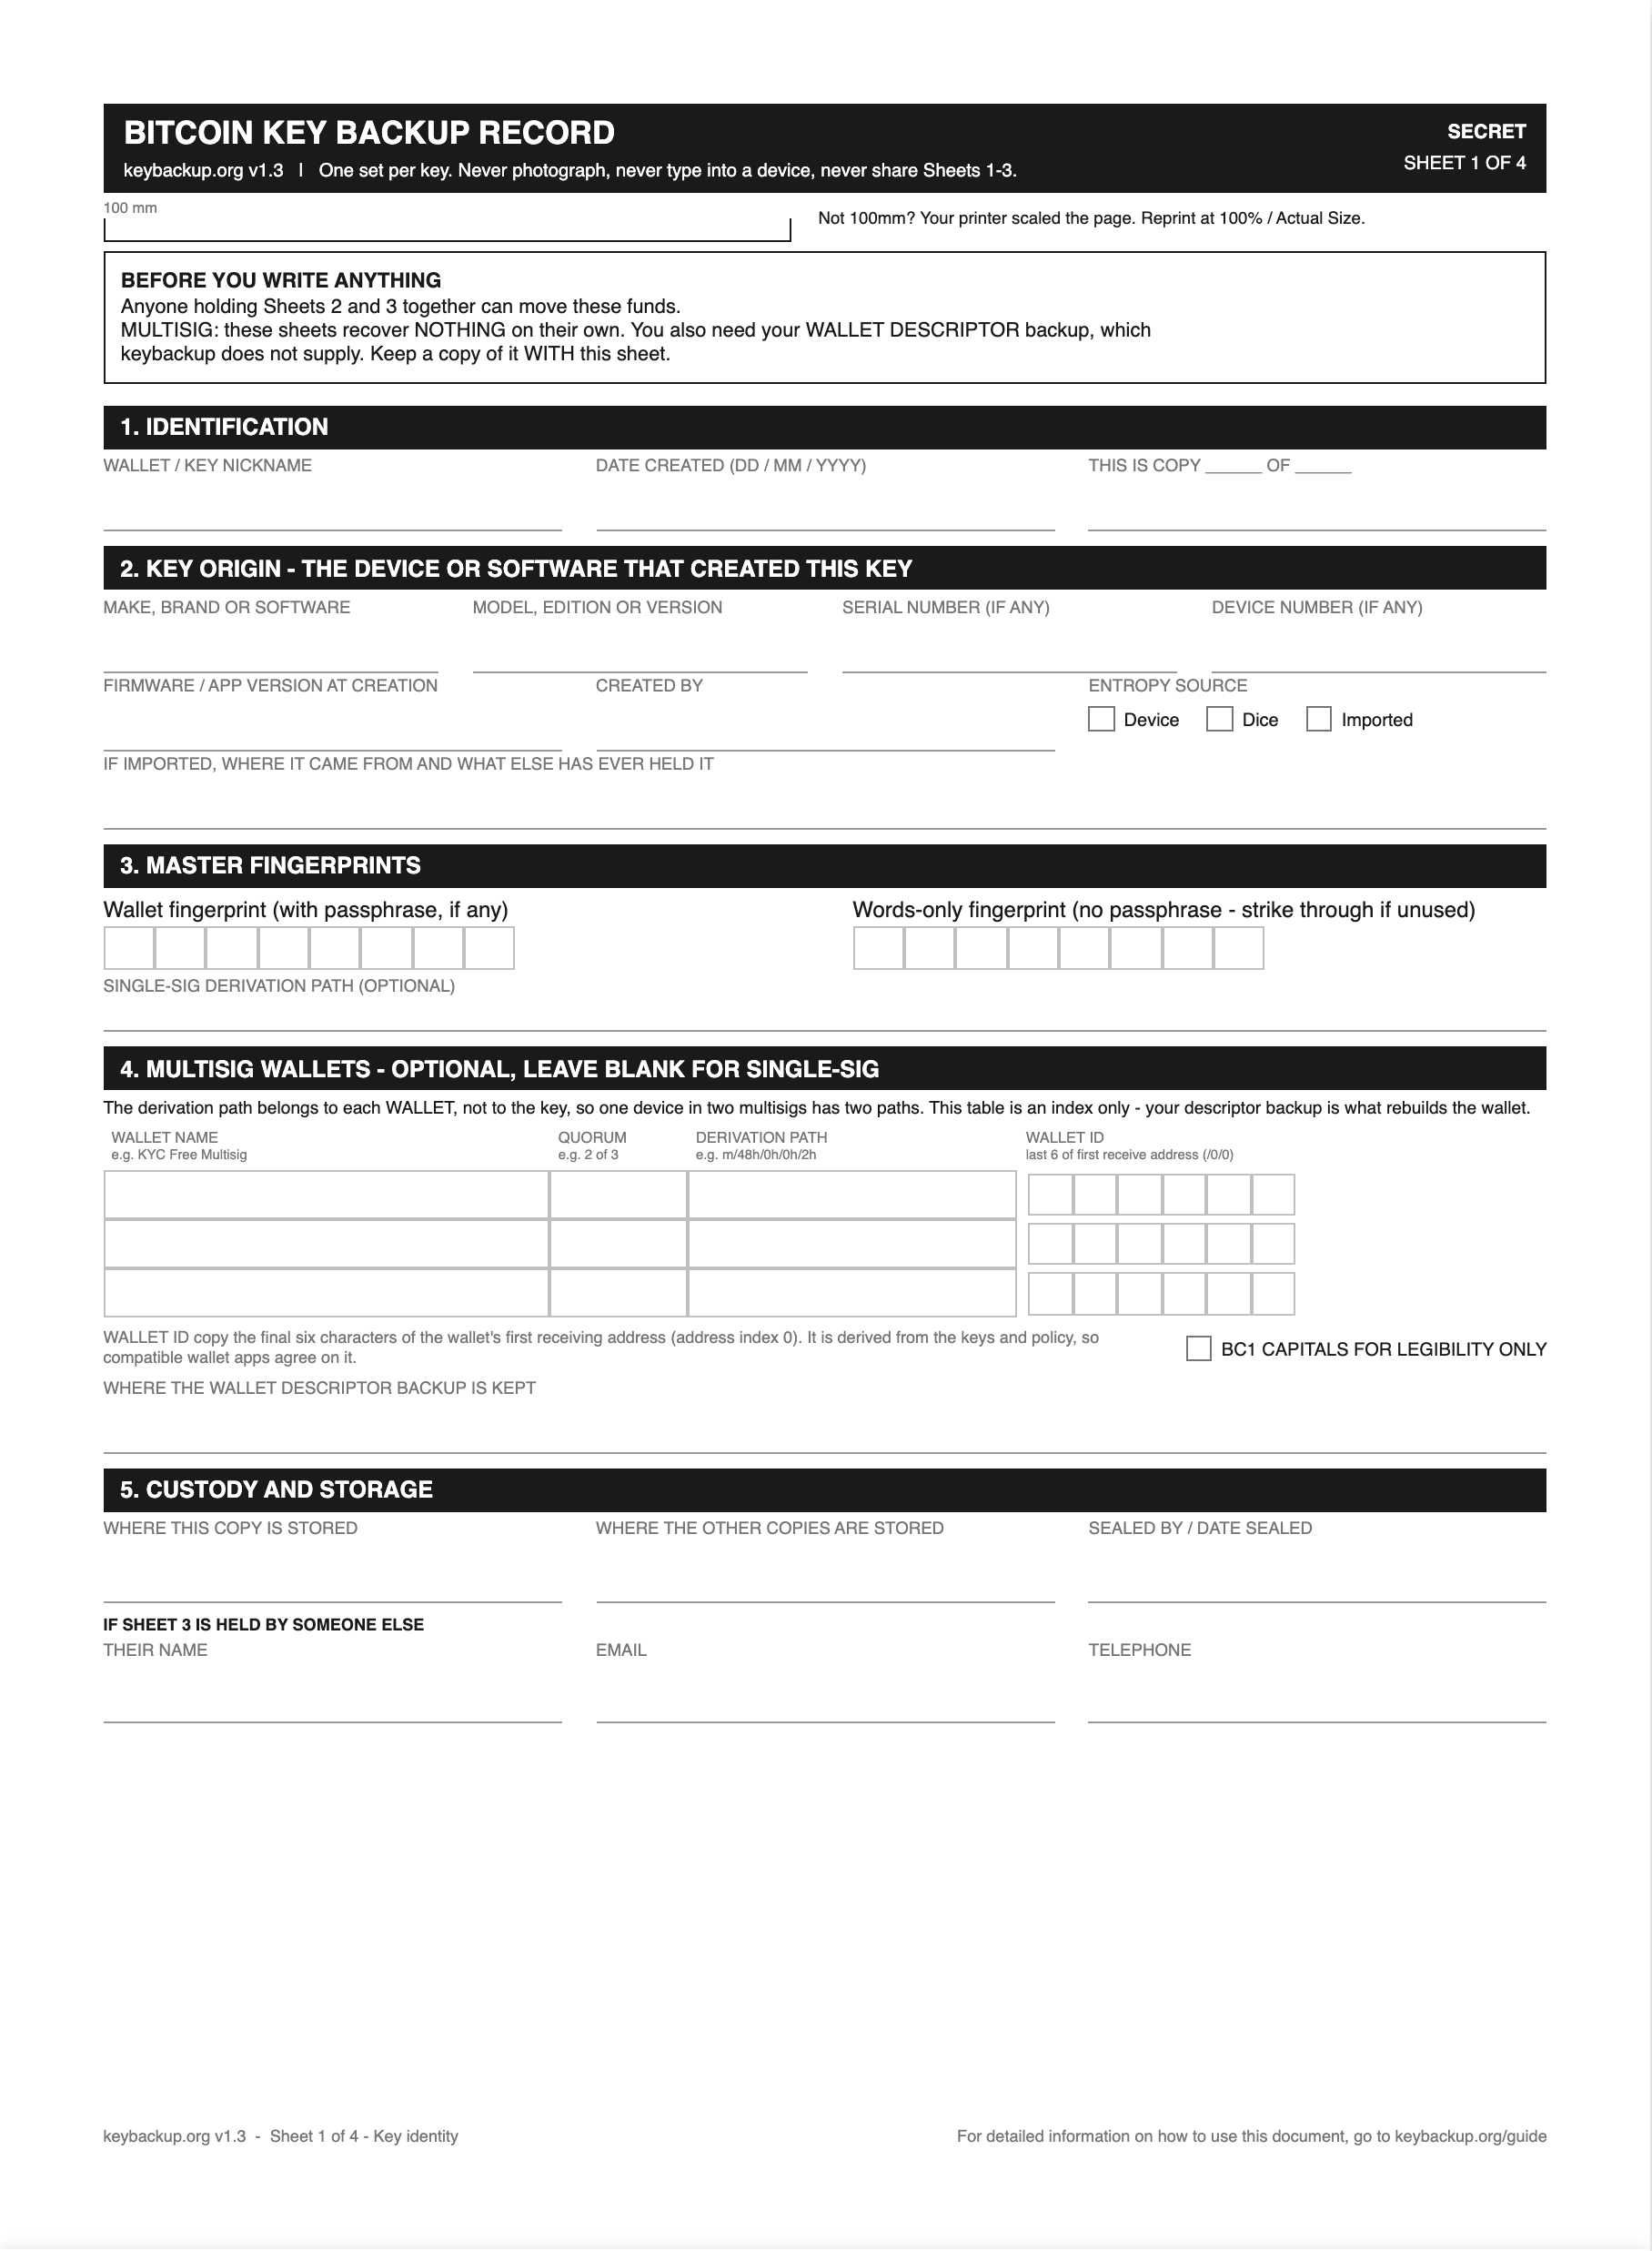 BITCOIN KEY BACKUP RECORD
SECRET
keybackup.org v1.3 | One set per key. Never photograph, never type into a device, never share Sheets 1-3.
SHEET 1 OF 4
100 mm
Not 100mm? Your printer scaled the page. Reprint at 100% / Actual Size.
BEFORE YOU WRITE ANYTHING
Anyone holding Sheets 2 and 3 together can move these funds.
MULTISIG: these sheets recover NOTHING on their own. You also need your WALLET DESCRIPTOR backup, which
keybackup does not supply. Keep a copy of it WITH this sheet.
1. IDENTIFICATION
WALLET / KEY NICKNAME
DATE CREATED (DD / MM / YYYY)
THIS IS COPY ______ OF ______
2. KEY ORIGIN - THE DEVICE OR SOFTWARE THAT CREATED THIS KEY
MAKE, BRAND OR SOFTWARE
MODEL, EDITION OR VERSION
SERIAL NUMBER (IF ANY)
DEVICE NUMBER (IF ANY)
FIRMWARE / APP VERSION AT CREATION
CREATED BY
ENTROPY SOURCE
Device
Dice
Imported
IF IMPORTED, WHERE IT CAME FROM AND WHAT ELSE HAS EVER HELD IT
3. MASTER FINGERPRINTS
Wallet fingerprint (with passphrase, if any)
Words-only fingerprint (no passphrase - strike through if unused)
SINGLE-SIG DERIVATION PATH (OPTIONAL)
4. MULTISIG WALLETS - OPTIONAL, LEAVE BLANK FOR SINGLE-SIG
The derivation path belongs to each WALLET, not to the key, so one device in two multisigs has two paths. This table is an index only - your descriptor backup is what rebuilds the wallet.
WALLET NAME
e.g. KYC Free Multisig
QUORUM
e.g. 2 of 3
DERIVATION PATH
e.g. m/48h/0h/0h/2h
WALLET ID
last 6 of first receive address (/0/0)
WALLET ID copy the final six characters of the wallet's first receiving address (address index 0). It is derived from the keys and policy, so
compatible wallet apps agree on it.
BC1 CAPITALS FOR LEGIBILITY ONLY
WHERE THE WALLET DESCRIPTOR BACKUP IS KEPT
5. CUSTODY AND STORAGE
WHERE THIS COPY IS STORED
WHERE THE OTHER COPIES ARE STORED
SEALED BY / DATE SEALED
IF SHEET 3 IS HELD BY SOMEONE ELSE
THEIR NAME
EMAIL
TELEPHONE
keybackup.org v1.3 - Sheet 1 of 4 - Key identity
For detailed information on how to use this document, go to keybackup.org/guide